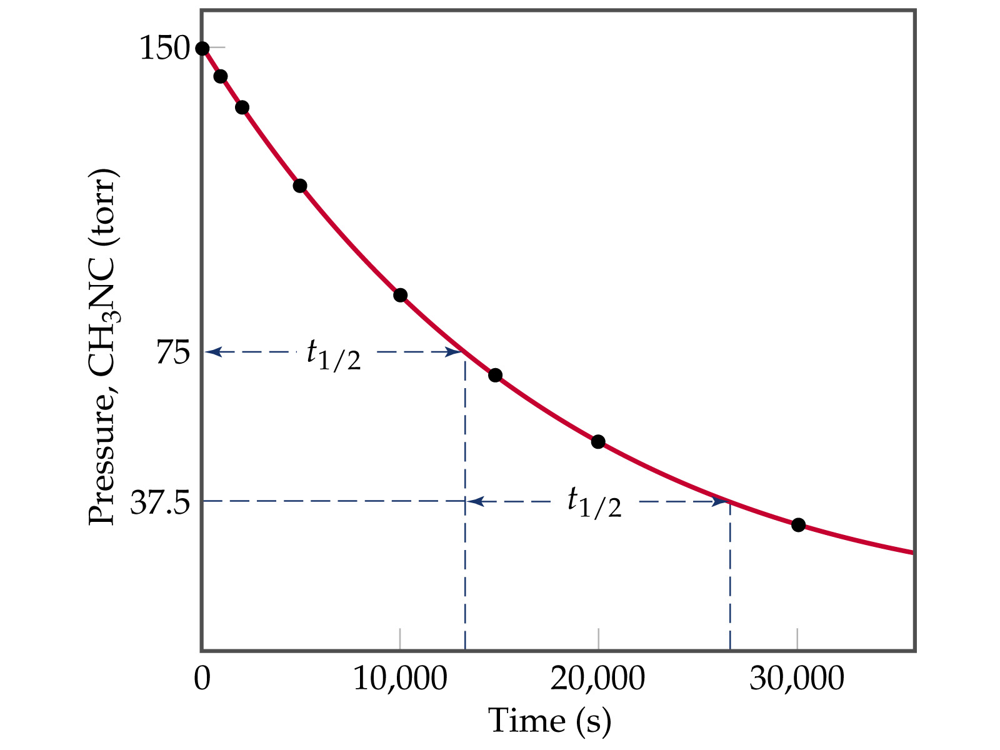 150
75
37.5
Pressure, CH₃NC (torr)
t₁/₂
t₁/₂
0
10,000
20,000
30,000
Time (s)